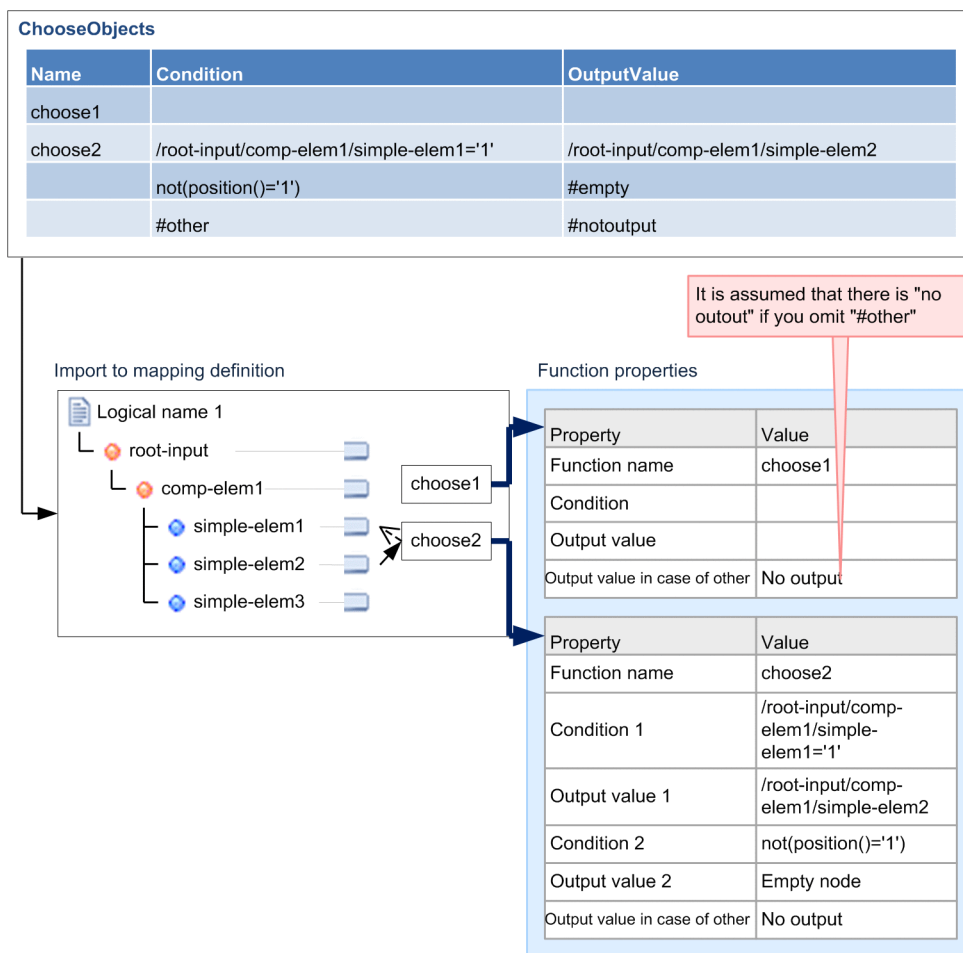 ChooseObjects
Name Condition OutputValue
choose1
choose2 /root-input/comp-elem1/simple-elem1='1' /root-input/comp-elem1/simple-elem2
not(position()='1') #empty
#other #notoutput
It is assumed that there is "no
outout" if you omit "#other"
Import to mapping definition
Logical name 1
root-input
comp-elem1
simple-elem1
simple-elem2
simple-elem3
choose1
choose2
Function properties
Property Value
Function name choose1
Condition
Output value
Output value in case of other No output
Property Value
Function name choose2
Condition 1 /root-input/comp-
elem1/simple-
elem1='1'
Output value 1 /root-input/comp-
elem1/simple-elem2
Condition 2 not(position()='1')
Output value 2 Empty node
Output value in case of other No output